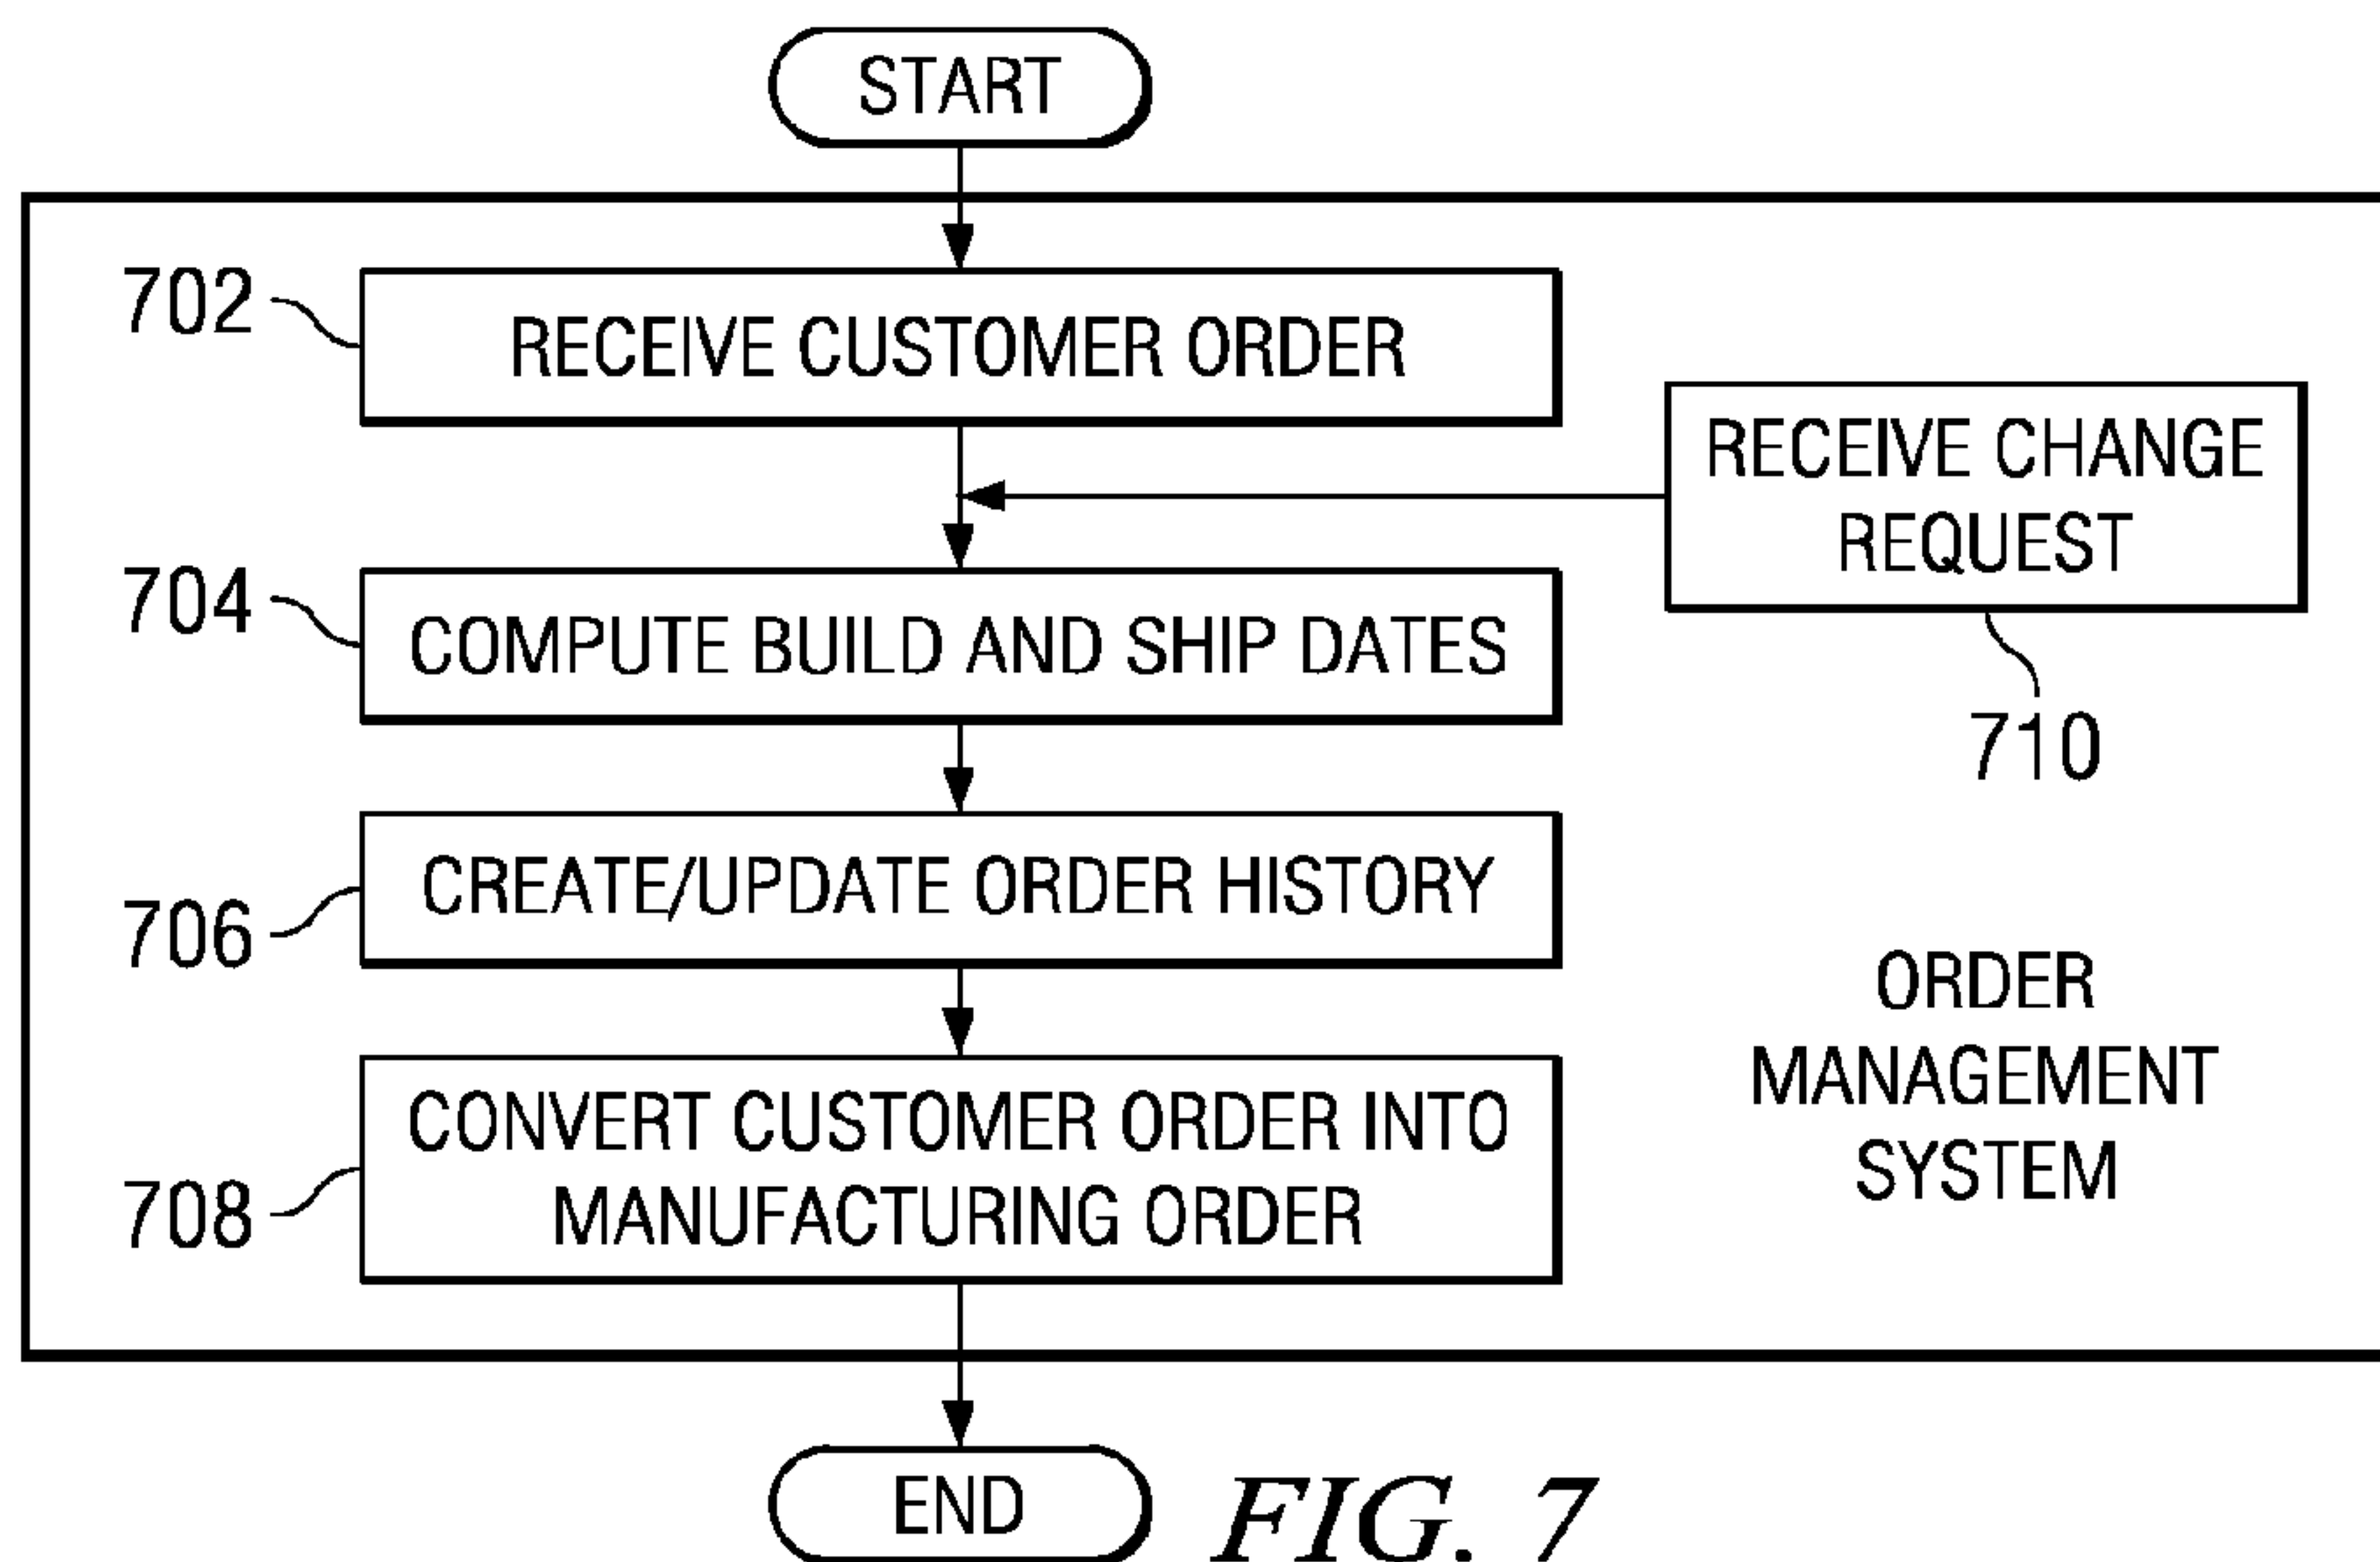 START
702
RECEIVE CUSTOMER ORDER
RECEIVE CHANGE
REQUEST
710
704
COMPUTE BUILD AND SHIP DATES
706
CREATE/UPDATE ORDER HISTORY
708
CONVERT CUSTOMER ORDER INTO
MANUFACTURING ORDER
ORDER
MANAGEMENT
SYSTEM
END
FIG. 7